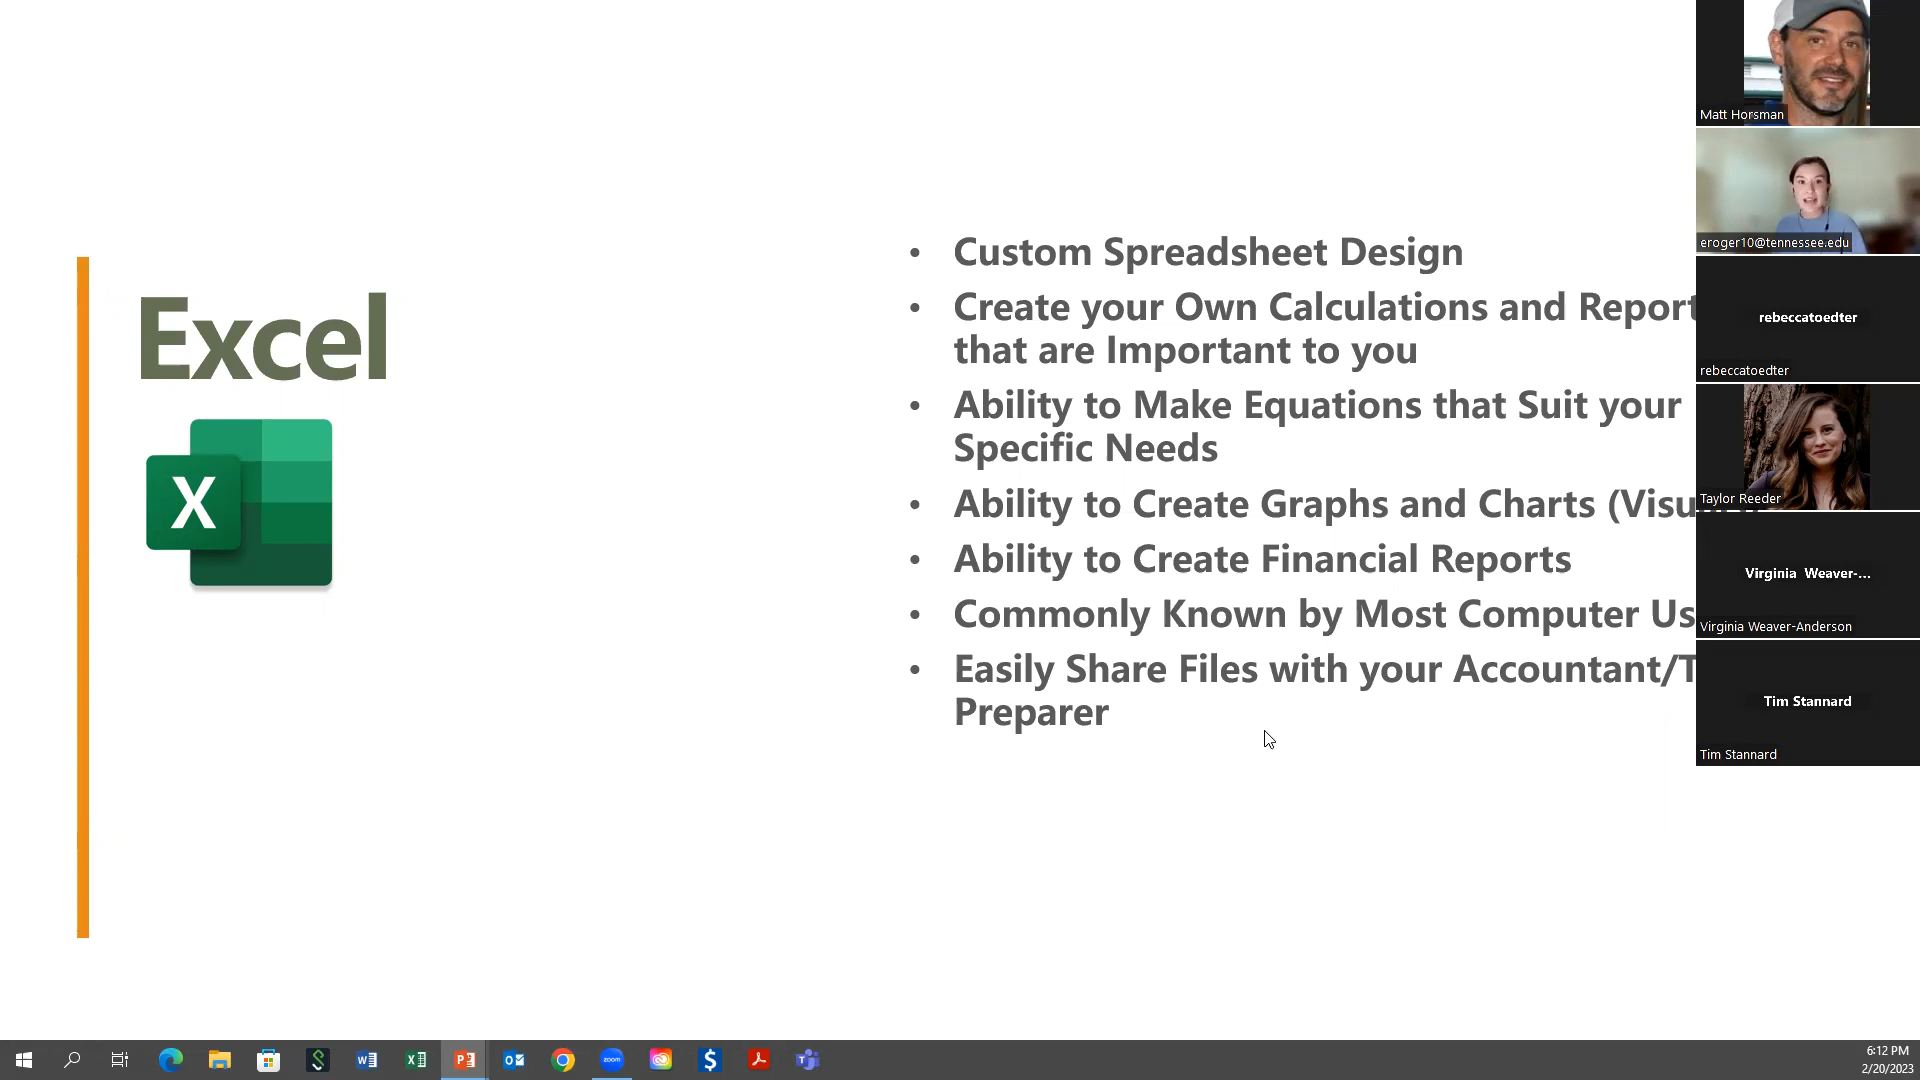 Excel
X
• Custom Spreadsheet Design
• Create your Own Calculations and Report
that are Important to you
• Ability to Make Equations that Suit your
Specific Needs
• Ability to Create Graphs and Charts (Visu
• Ability to Create Financial Reports
• Commonly Known by Most Computer Us
• Easily Share Files with your Accountant/T
Preparer
Matt Horsman
eroger10@tennessee.edu
rebeccatoedter
rebeccatoedter
Taylor Reeder
Virginia Weaver-...
Virginia Weaver-Anderson
Tim Stannard
Tim Stannard
zoom
6:12 PM
2/20/2023